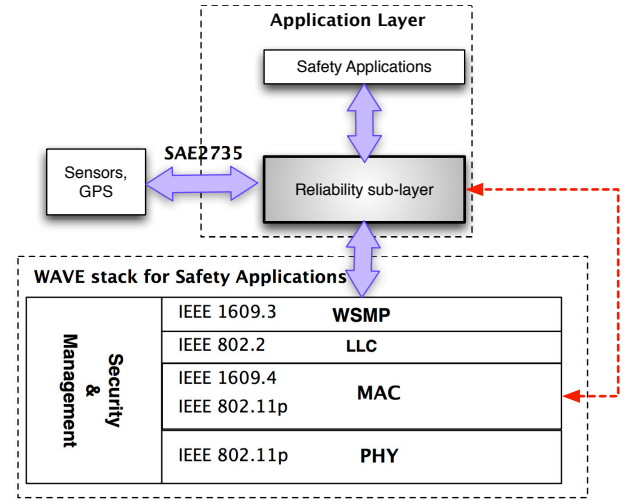 Application Layer
Safety Applications
SAE2735
Sensors,
GPS
Reliability sub-layer
WAVE stack for Safety Applications
Security
&
Management
IEEE 1609.3 WSMP
IEEE 802.2 LLC
IEEE 1609.4
IEEE 802.11p
MAC
IEEE 802.11p PHY